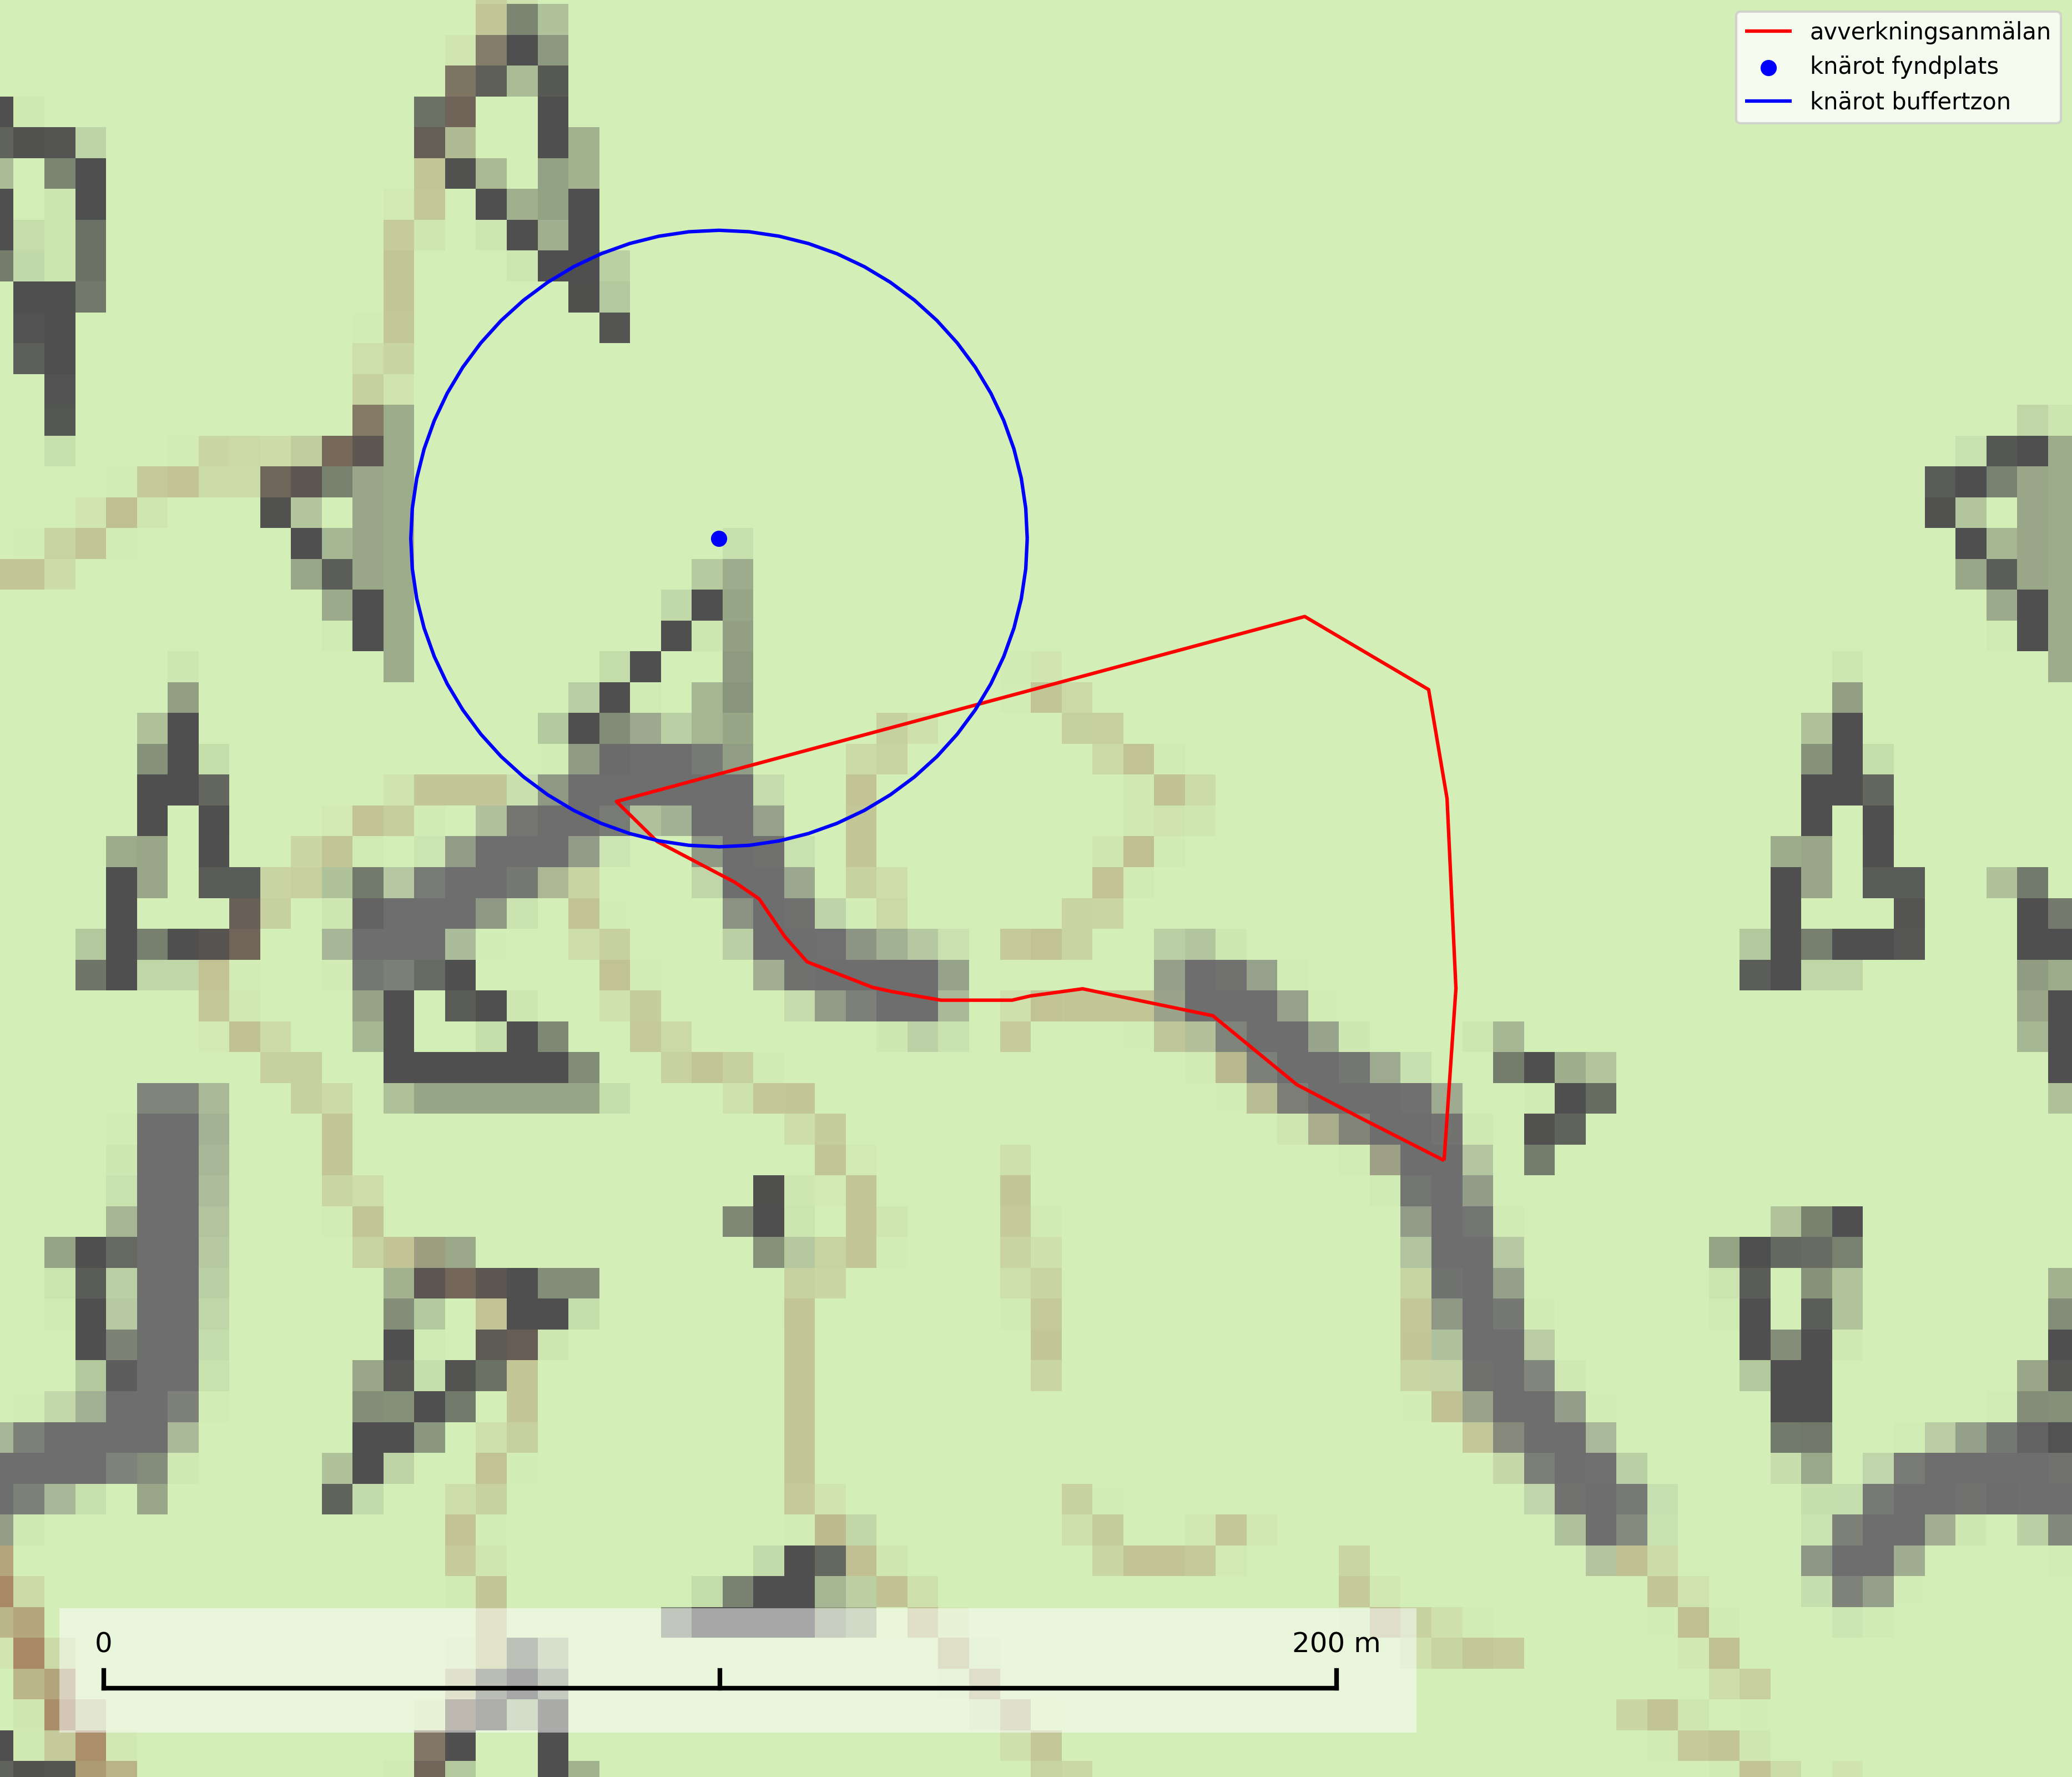 avverkningsanmälan
knärot fyndplats
knärot buffertzon
0
200 m